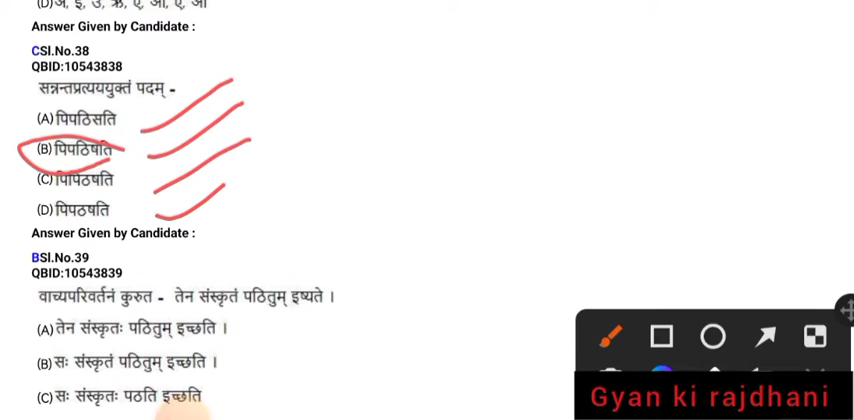 (D) अ, इ, उ, ऋ, ए, ओ, ऐ, औ
Answer Given by Candidate :
CSl.No.38
QBID:10543838
सन्नन्तप्रत्यययुक्तं पदम् -
(A) पिपठिसति
(B) पिपठिषति
(C) पिपिठषति
(D) पिपठषति
Answer Given by Candidate :
BSl.No.39
QBID:10543839
वाच्यपरिवर्तनं कुरुत - तेन संस्कृतं पठितुम् इष्यते ।
(A) तेन संस्कृतः पठितुम् इच्छति ।
(B) सः संस्कृतं पठितुम् इच्छति ।
(C) सः संस्कृतः पठति इच्छति
Gyan ki rajdhani